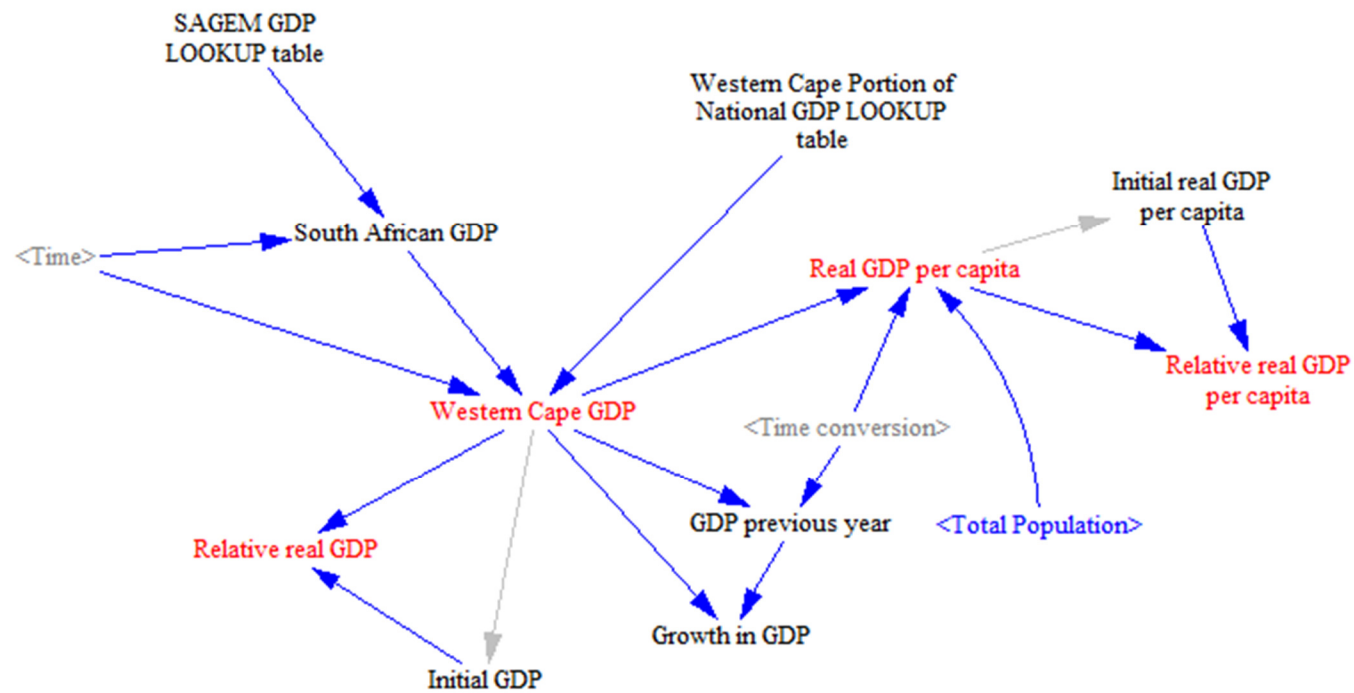 SAGEM GDP
LOOKUP table
Western Cape Portion of
National GDP LOOKUP
table
Initial real GDP
per capita
South African GDP
<Time>
Real GDP per capita
Relative real GDP
per capita
Western Cape GDP
<Time conversion>
GDP previous year
<Total Population>
Relative real GDP
Growth in GDP
Initial GDP